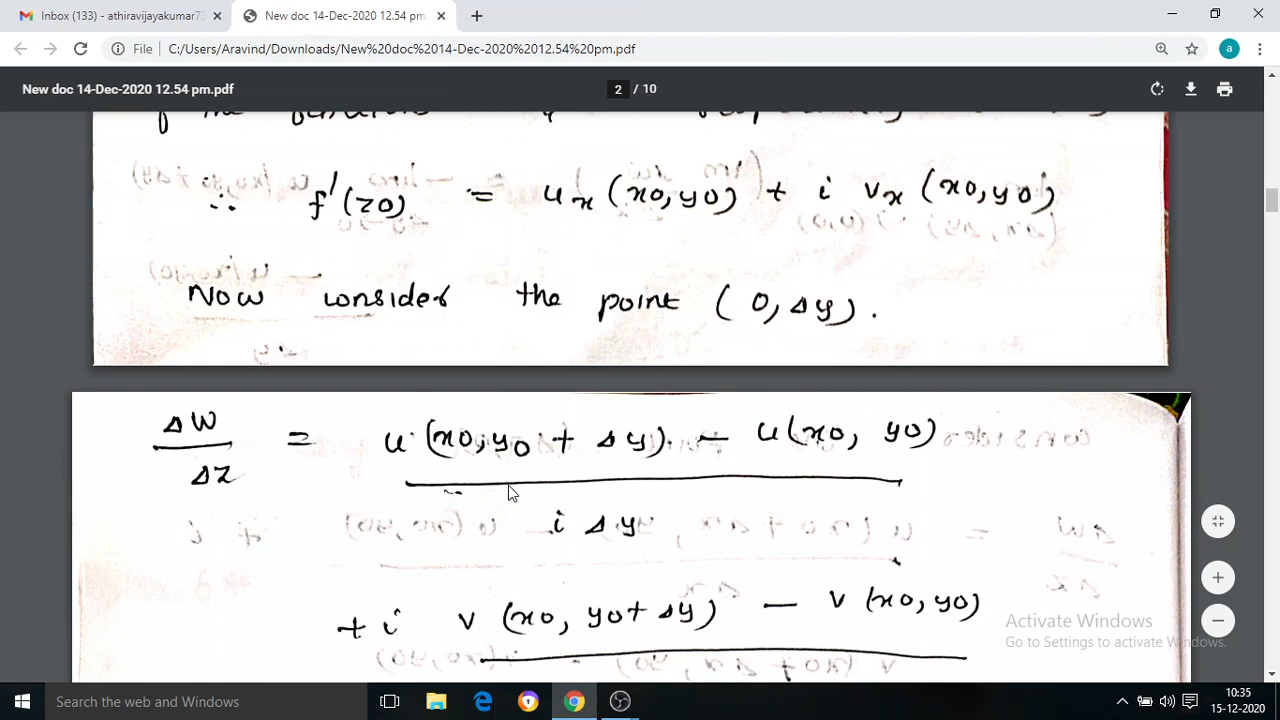 Inbox (133) - athiravijayakumar7
New doc 14-Dec-2020 12.54 pm.p
File | C:/Users/Aravind/Downloads/New%20doc%2014-Dec-2020%2012.54%20pm.pdf
a
New doc 14-Dec-2020 12.54 pm.pdf
2 / 10
of the
∴ f'(z0) = ux (x0, y0) + i vx (x0, y0)
Now consider the point (0, Δy).
Δw / Δz = u (x0, y0 + Δy) - u(x0, y0)
i Δy
+ i v (x0, y0 + Δy) - v (x0, y0)
Activate Windows
Go to Settings to activate Windows.
Search the web and Windows
10:35
15-12-2020